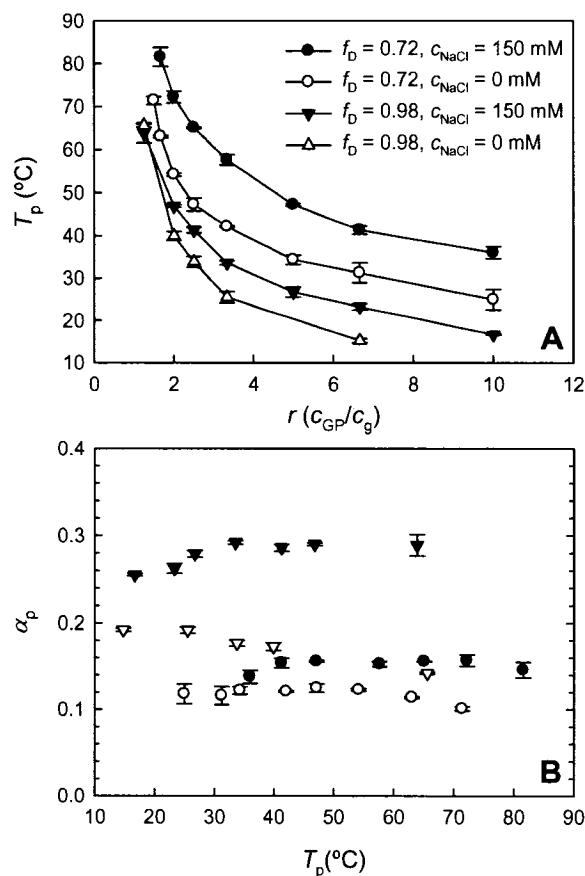 90
80
70
60
50
40
30
20
10
T_p (°C)
f_D = 0.72, c_NaCl = 150 mM
f_D = 0.72, c_NaCl = 0 mM
f_D = 0.98, c_NaCl = 150 mM
f_D = 0.98, c_NaCl = 0 mM
A
0 2 4 6 8 10 12
r (c_GP/c_g)
0.4
0.3
0.2
0.1
0.0
α_p
B
10 20 30 40 50 60 70 80 90
T_p(°C)